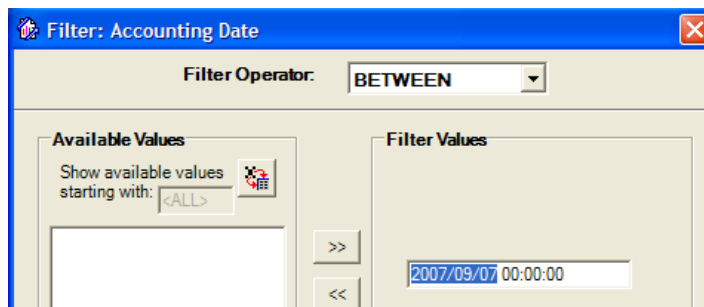 Filter: Accounting Date
Filter Operator: BETWEEN
Available Values
Show available values
starting with: <ALL>
>>
<<
Filter Values
2007/09/07 00:00:00